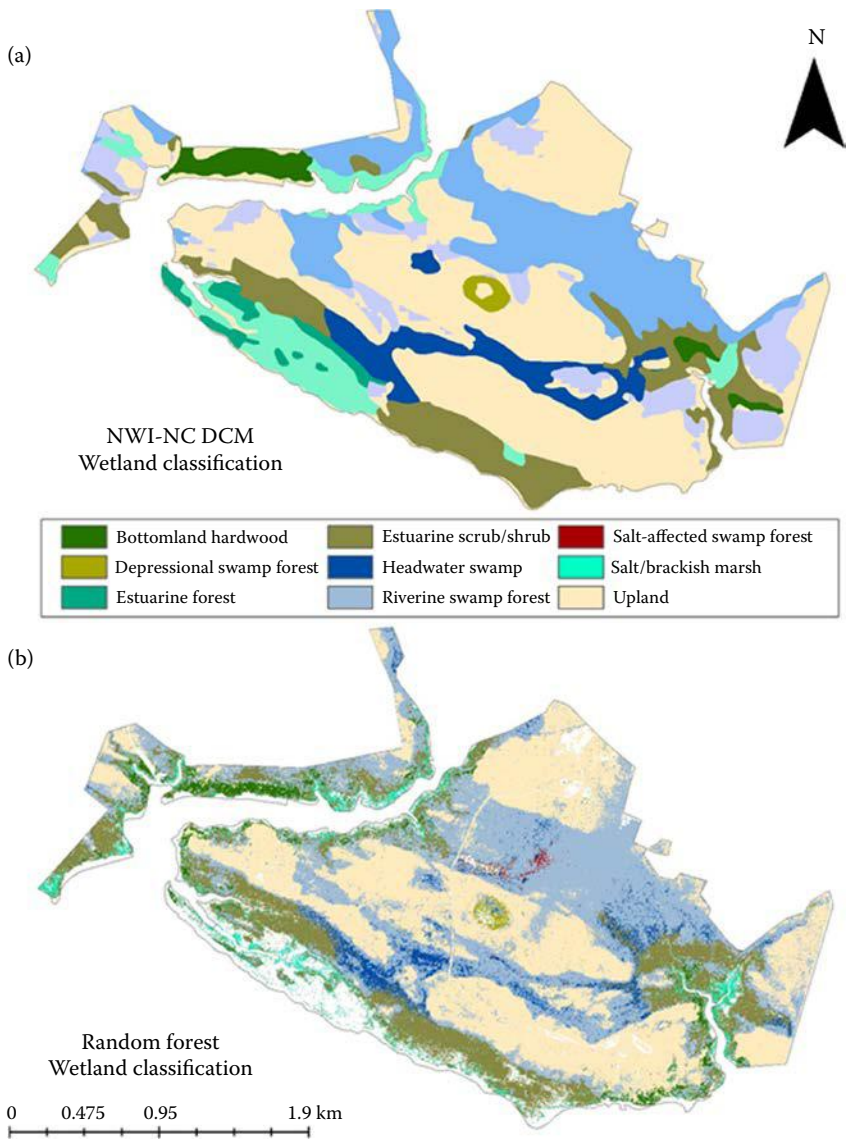 (a)
N
NWI-NC DCM
Wetland classification
Bottomland hardwood
Estuarine scrub/shrub
Salt-affected swamp forest
Depressional swamp forest
Headwater swamp
Salt/brackish marsh
Estuarine forest
Riverine swamp forest
Upland
(b)
Random forest
Wetland classification
0 0.475 0.95 1.9 km